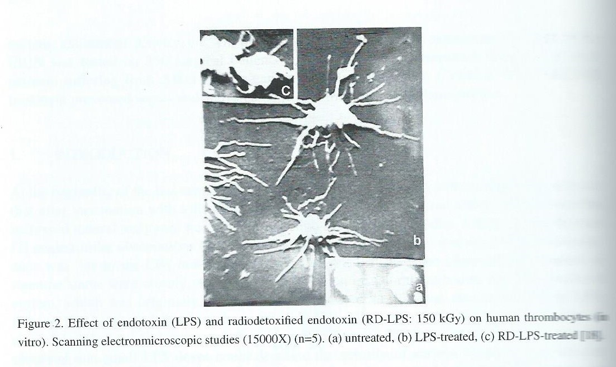 c
b
a
Figure 2. Effect of endotoxin (LPS) and radiodetoxified endotoxin (RD-LPS: 150 kGy) on human thrombocytes (in
vitro). Scanning electronmicroscopic studies (15000X) (n=5). (a) untreated, (b) LPS-treated, (c) RD-LPS-treated